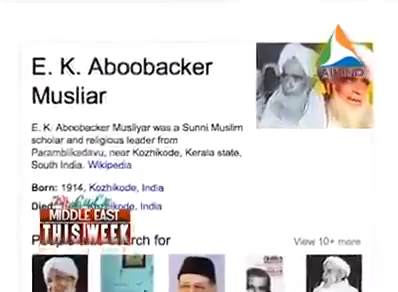 E. K. Aboobacker
Musliar
E. K. Aboobacker Musliyar was a Sunni Muslim
scholar and religious leader from
Parambilkadavu, near Kozhikode, Kerala state,
South India. Wikipedia
Born: 1914, Kozhikode, India
Died: Kozhikode, India
MIDDLE EAST
THIS WEEK
for
View 10+ more